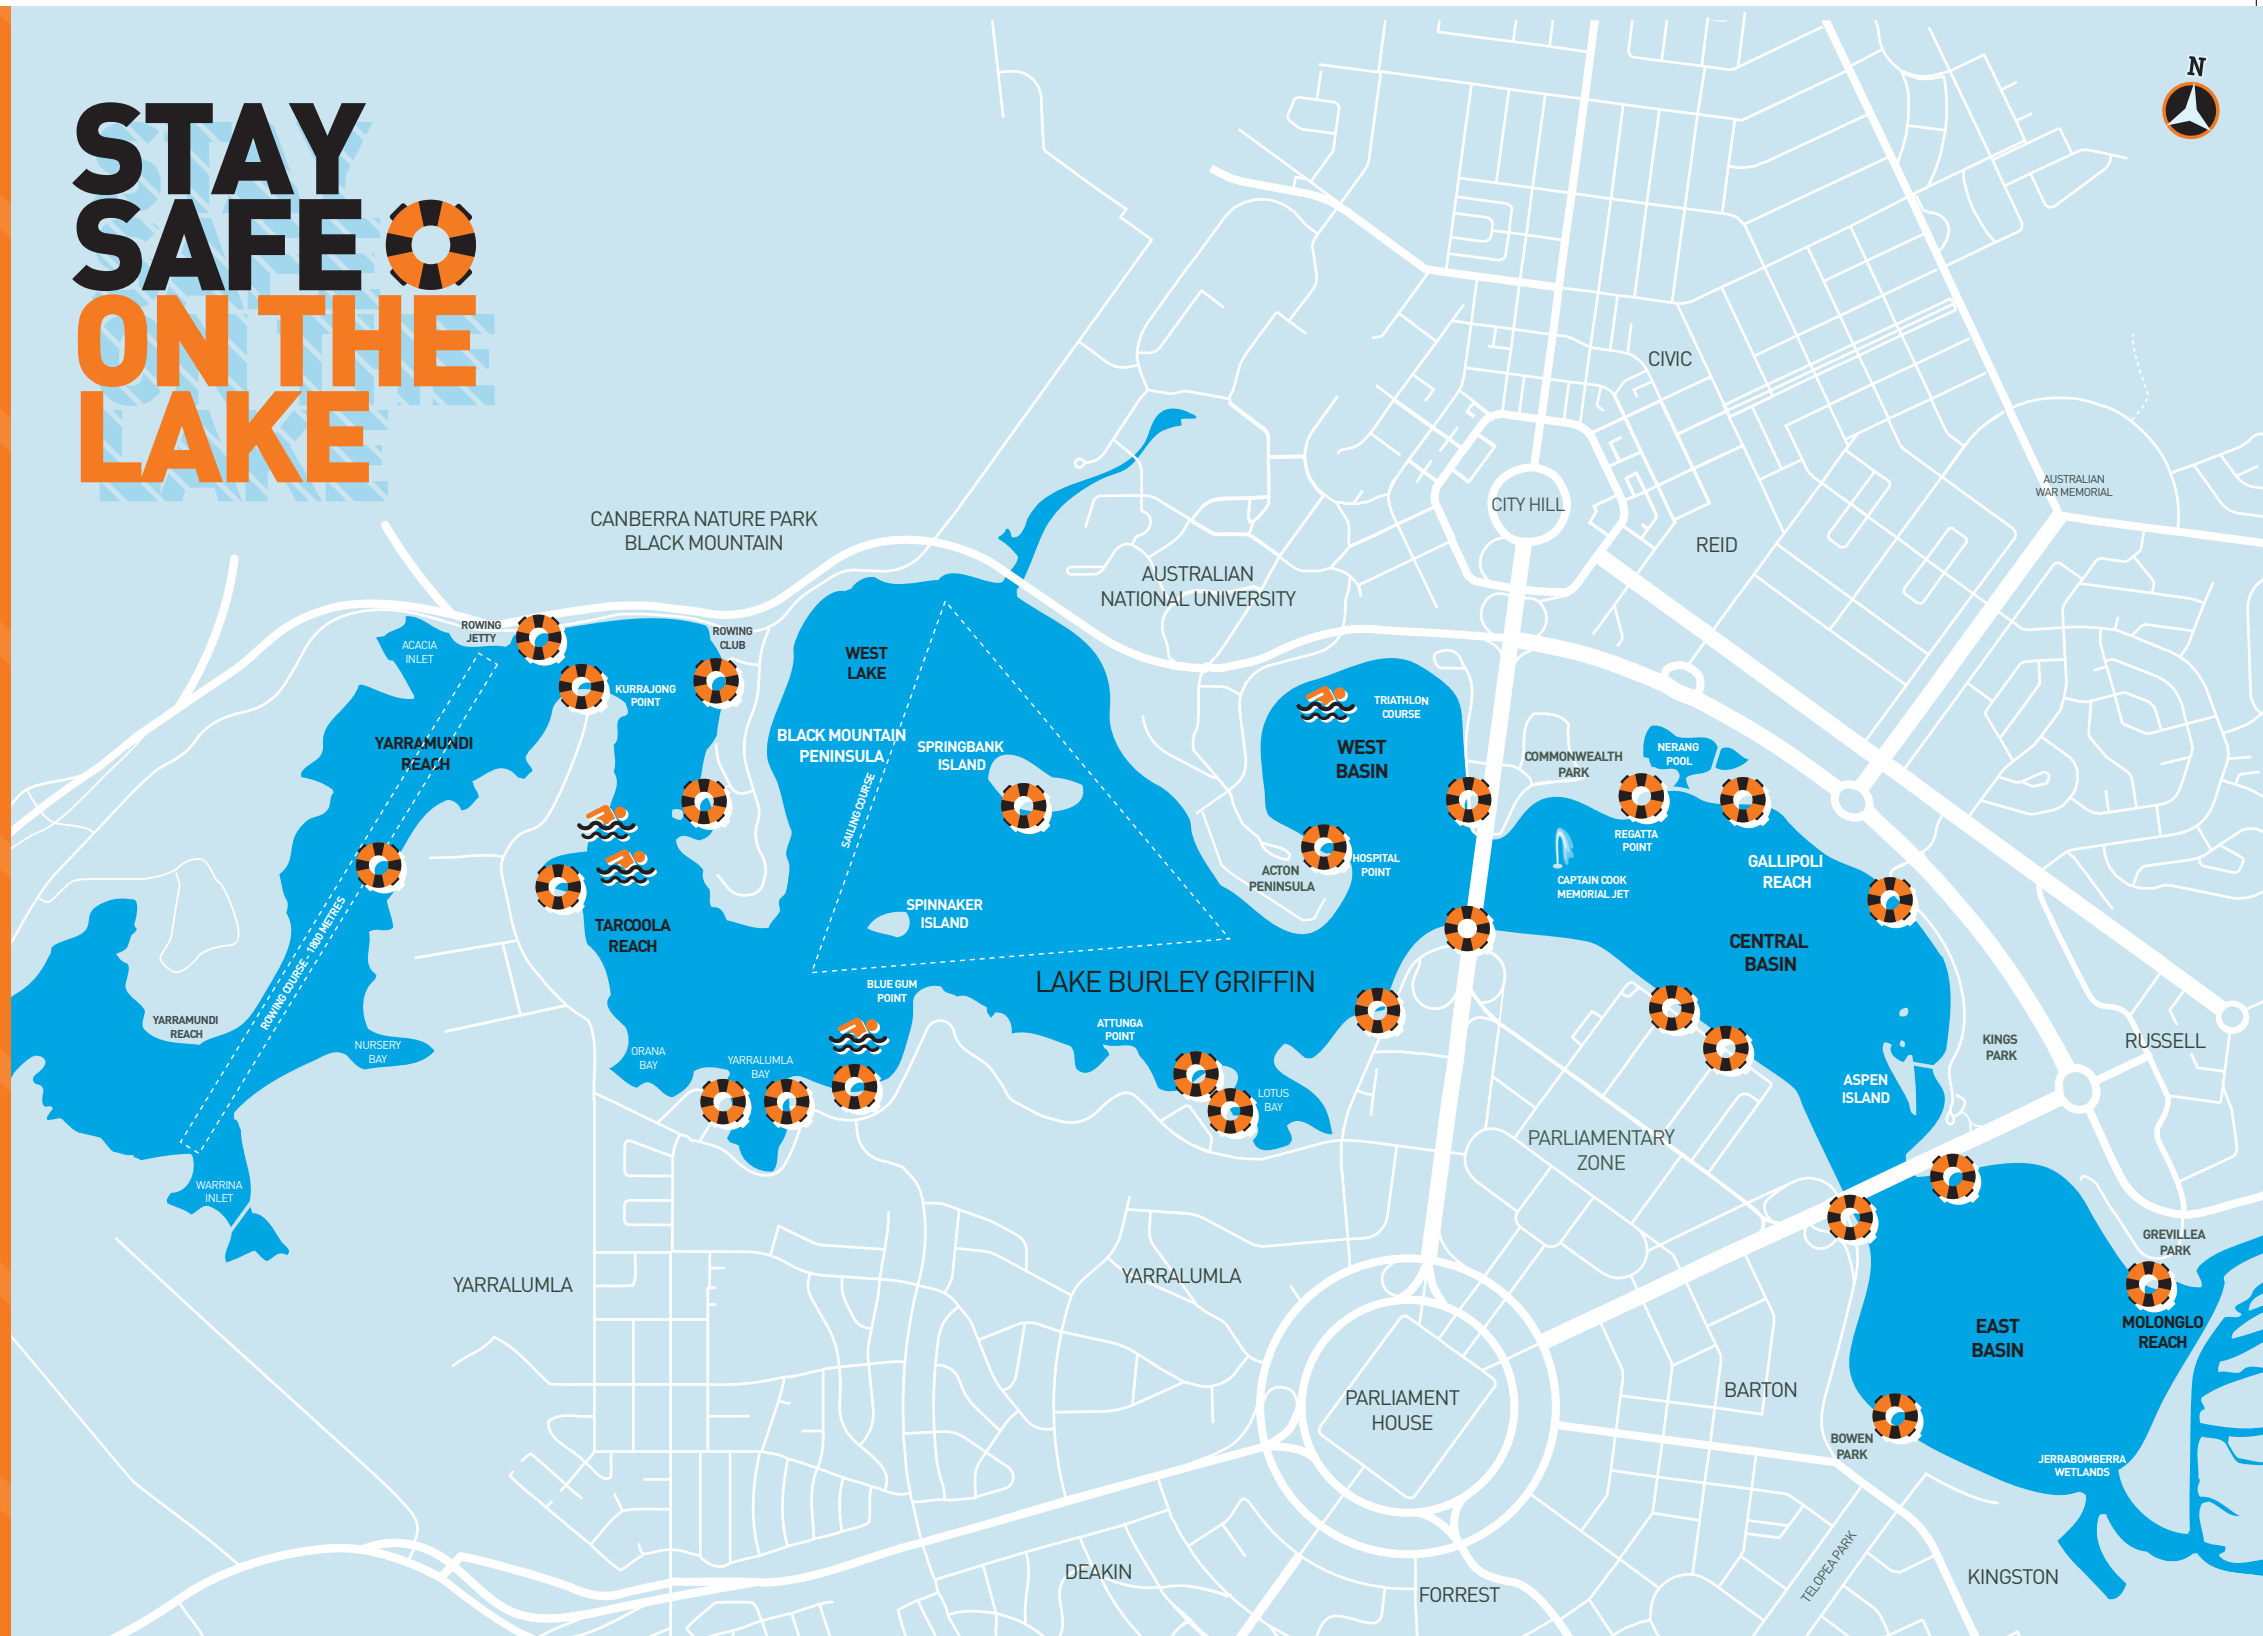 STAY
SAFE
ON THE
LAKE
N
CIVIC
AUSTRALIAN
WAR MEMORIAL
CITY HILL
CANBERRA NATURE PARK
BLACK MOUNTAIN
REID
AUSTRALIAN
NATIONAL UNIVERSITY
ROWING
JETTY
ACACIA
INLET
ROWING
CLUB
WEST
LAKE
KURRAJONG
POINT
TRIATHLON
COURSE
YARRAMUNDI
REACH
BLACK MOUNTAIN
PENINSULA
SPRINGBANK
ISLAND
WEST
BASIN
COMMONWEALTH
PARK
NERANG
POOL
SAILING COURSE
REGATTA
POINT
HOSPITAL
POINT
ACTON
PENINSULA
CAPTAIN COOK
MEMORIAL JET
GALLIPOLI
REACH
TARCOOLA
REACH
SPINNAKER
ISLAND
CENTRAL
BASIN
ROWING COURSE - 1800 METRES
BLUE GUM
POINT
LAKE BURLEY GRIFFIN
YARRAMUNDI
REACH
NURSERY
BAY
ORANA
BAY
YARRALUMLA
BAY
ATTUNGA
POINT
LOTUS
BAY
KINGS
PARK
RUSSELL
ASPEN
ISLAND
PARLIAMENTARY
ZONE
WARRINA
INLET
GREVILLEA
PARK
YARRALUMLA
YARRALUMLA
MOLONGLO
REACH
EAST
BASIN
PARLIAMENT
HOUSE
BARTON
BOWEN
PARK
JERRABOMBERRA
WETLANDS
TELOPEA PARK
DEAKIN
FORREST
KINGSTON